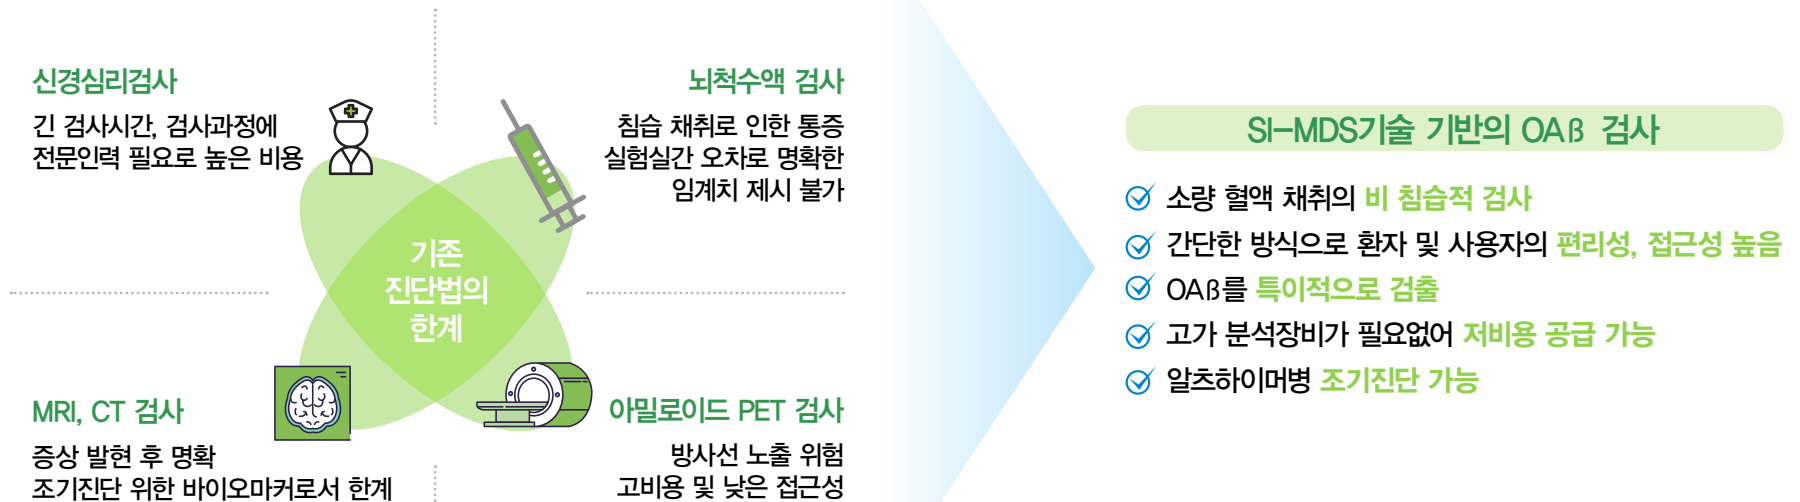 신경심리검사
긴 검사시간, 검사과정에
전문인력 필요로 높은 비용
뇌척수액 검사
침습 채취로 인한 통증
실험실간 오차로 명확한
임계치 제시 불가
기존
진단법의
한계
MRI, CT 검사
증상 발현 후 명확
조기진단 위한 바이오마커로서 한계
아밀로이드 PET 검사
방사선 노출 위험
고비용 및 낮은 접근성
SI-MDS기술 기반의 OAß 검사
소량 혈액 채취의 비 침습적 검사
간단한 방식으로 환자 및 사용자의 편리성, 접근성 높음
OAß를 특이적으로 검출
고가 분석장비가 필요없어 저비용 공급 가능
알츠하이머병 조기진단 가능